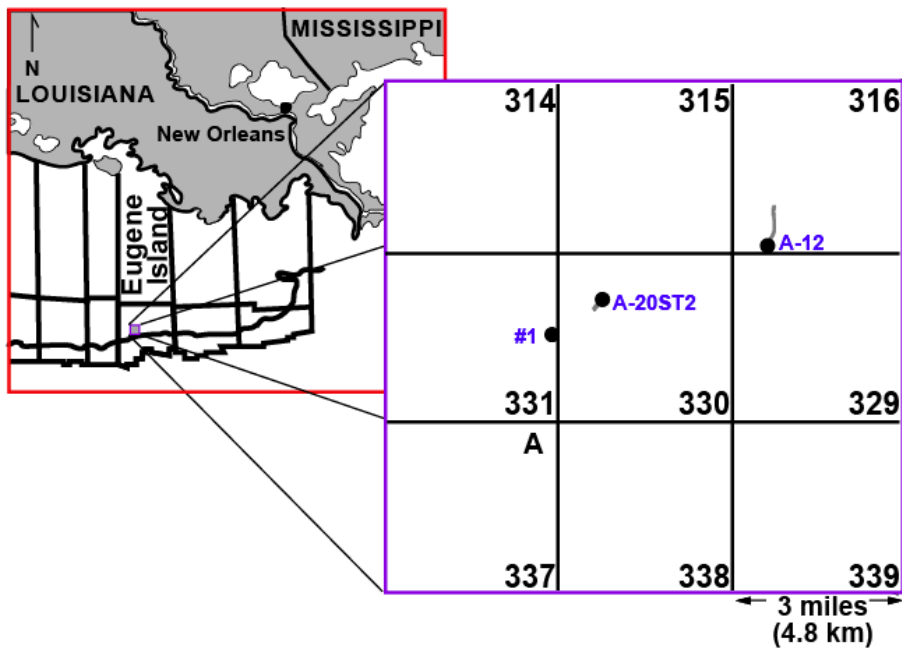 MISSISSIPPI
N
LOUISIANA
New Orleans
Eugene
Island
314
315
316
A-12
A-20ST2
#1
331
330
329
A
337
338
339
3 miles
(4.8 km)